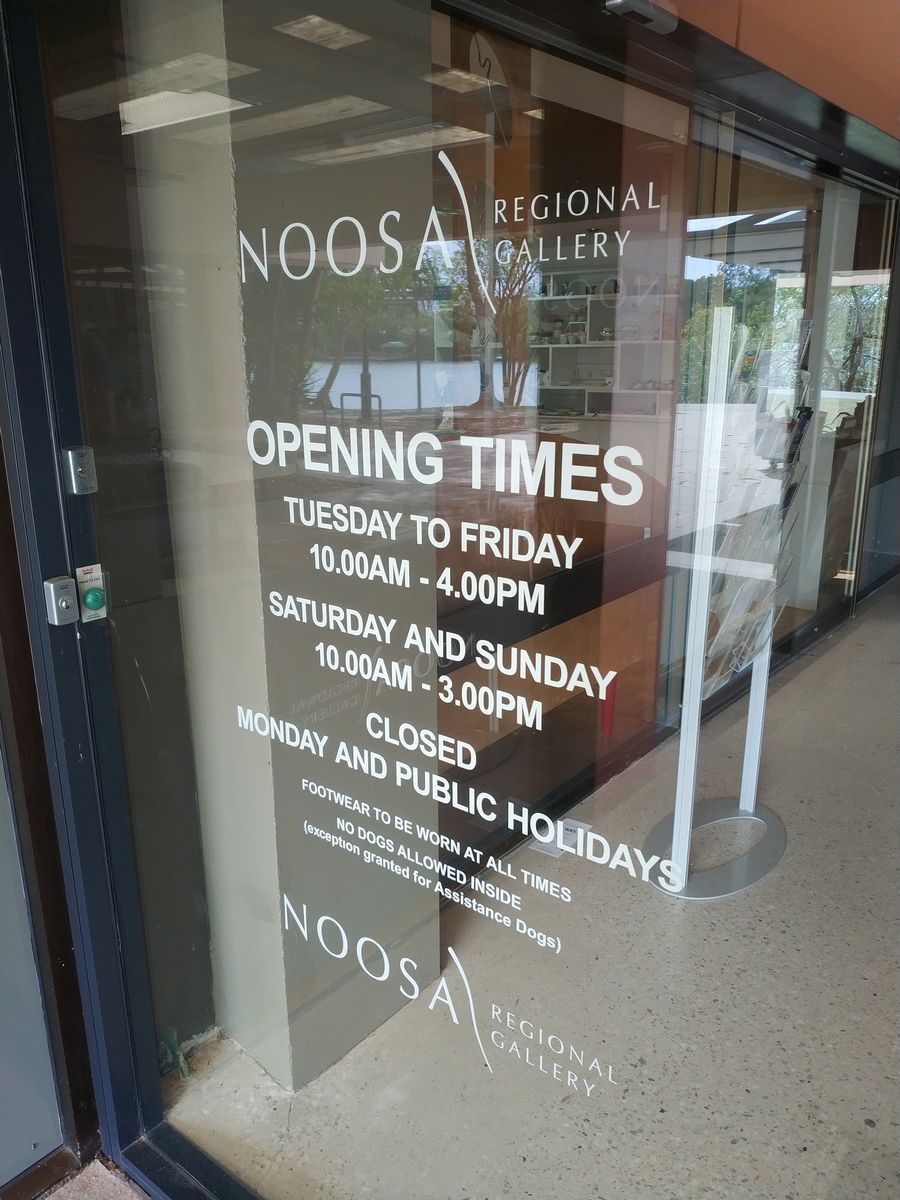 NOOSA REGIONAL
GALLERY
OPENING TIMES
TUESDAY TO FRIDAY
10.00AM - 4.00PM
SATURDAY AND SUNDAY
10.00AM - 3.00PM
CLOSED
MONDAY AND PUBLIC HOLIDAYS
FOOTWEAR TO BE WORN AT ALL TIMES
NO DOGS ALLOWED INSIDE
(exception granted for Assistance Dogs)
NOOSA REGIONAL
GALLERY